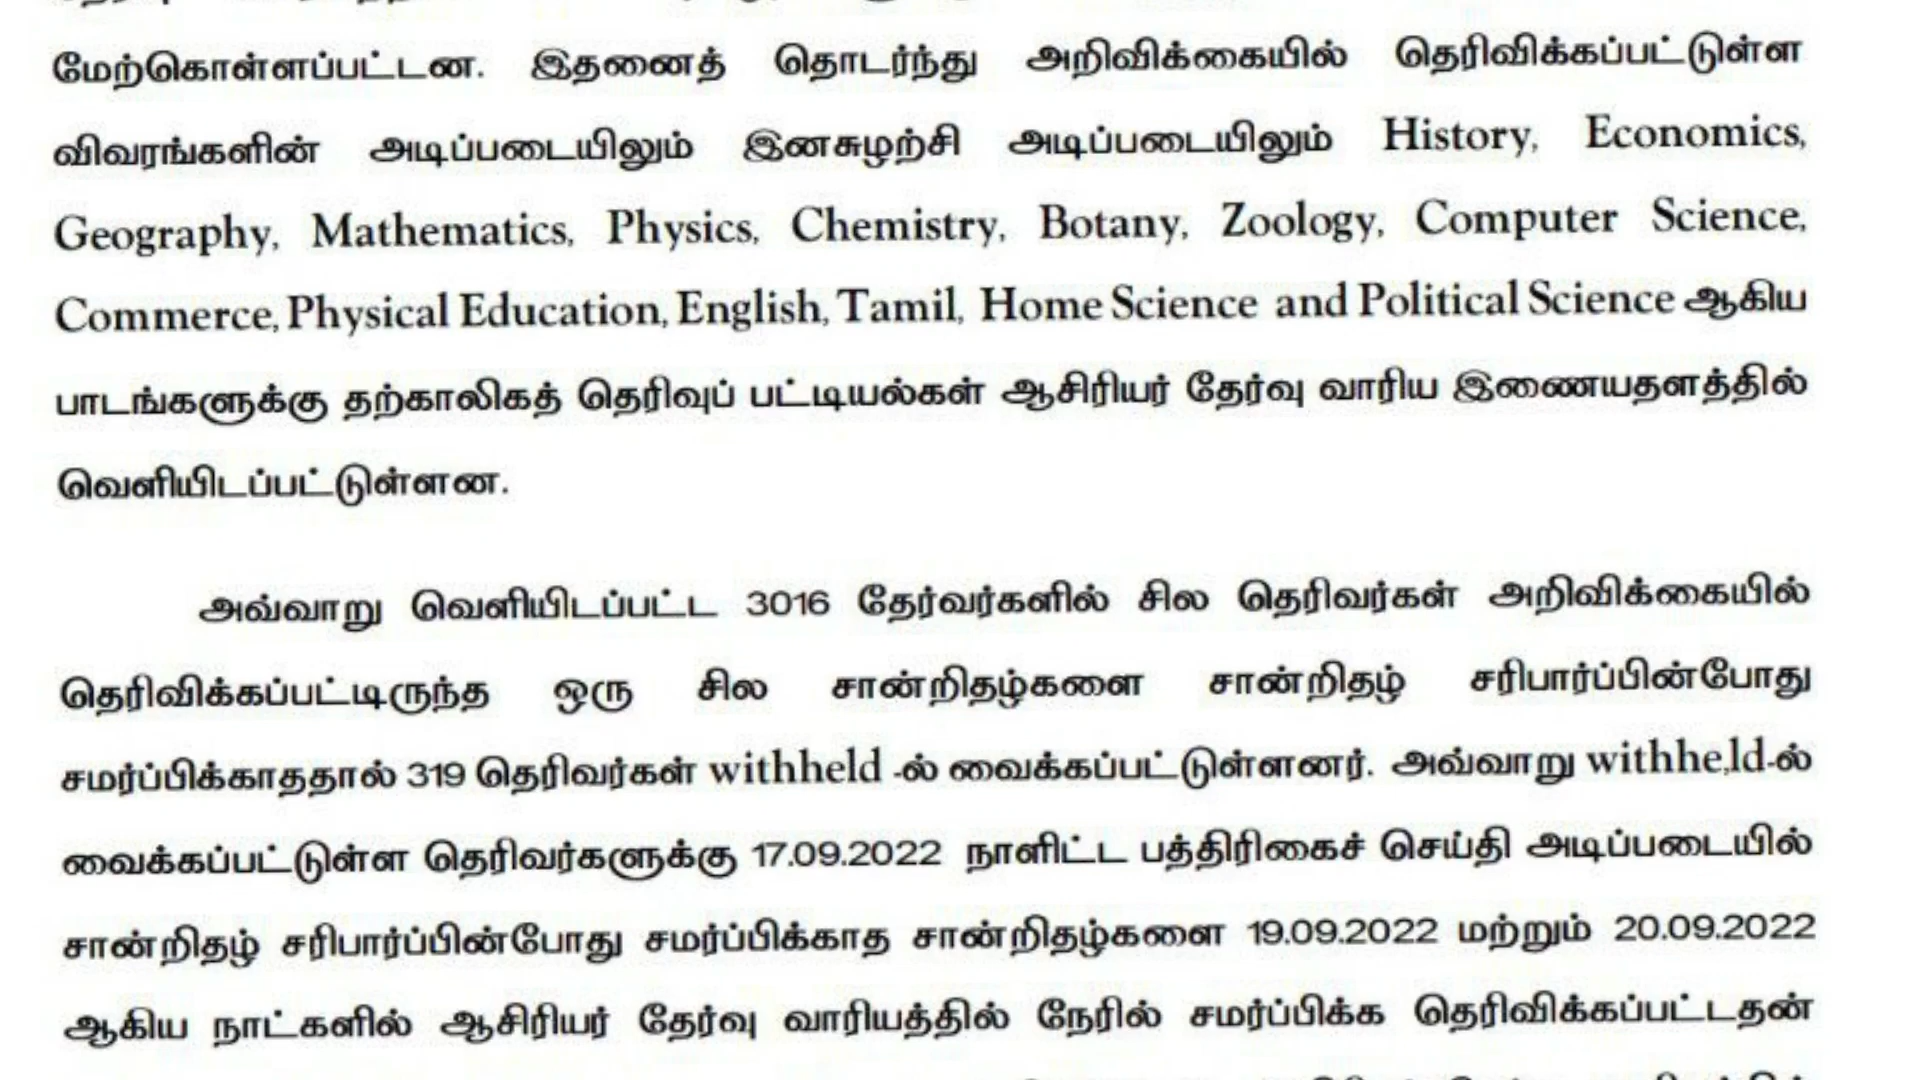 மேற்கொள்ளப்பட்டன. இதனைத் தொடர்ந்து அறிவிக்கையில் தெரிவிக்கப்பட்டுள்ள
விவரங்களின் அடிப்படையிலும் இனசுழற்சி அடிப்படையிலும் History, Economics,
Geography, Mathematics, Physics, Chemistry, Botany, Zoology, Computer Science,
Commerce, Physical Education, English, Tamil, Home Science and Political Science ஆகிய
பாடங்களுக்கு தற்காலிகத் தெரிவுப் பட்டியல்கள் ஆசிரியர் தேர்வு வாரிய இணையதளத்தில்
வெளியிடப்பட்டுள்ளன.
அவ்வாறு வெளியிடப்பட்ட 3016 தேர்வர்களில் சில தெரிவர்கள் அறிவிக்கையில்
தெரிவிக்கப்பட்டிருந்த ஒரு சில சான்றிதழ்களை சான்றிதழ் சரிபார்ப்பின்போது
சமர்ப்பிக்காததால் 319 தெரிவர்கள் withheld -ல் வைக்கப்பட்டுள்ளனர். அவ்வாறு withhe,ld-ல்
வைக்கப்பட்டுள்ள தெரிவர்களுக்கு 17.09.2022 நாளிட்ட பத்திரிகைச் செய்தி அடிப்படையில்
சான்றிதழ் சரிபார்ப்பின்போது சமர்ப்பிக்காத சான்றிதழ்களை 19.09.2022 மற்றும் 20.09.2022
ஆகிய நாட்களில் ஆசிரியர் தேர்வு வாரியத்தில் நேரில் சமர்ப்பிக்க தெரிவிக்கப்பட்டதன்